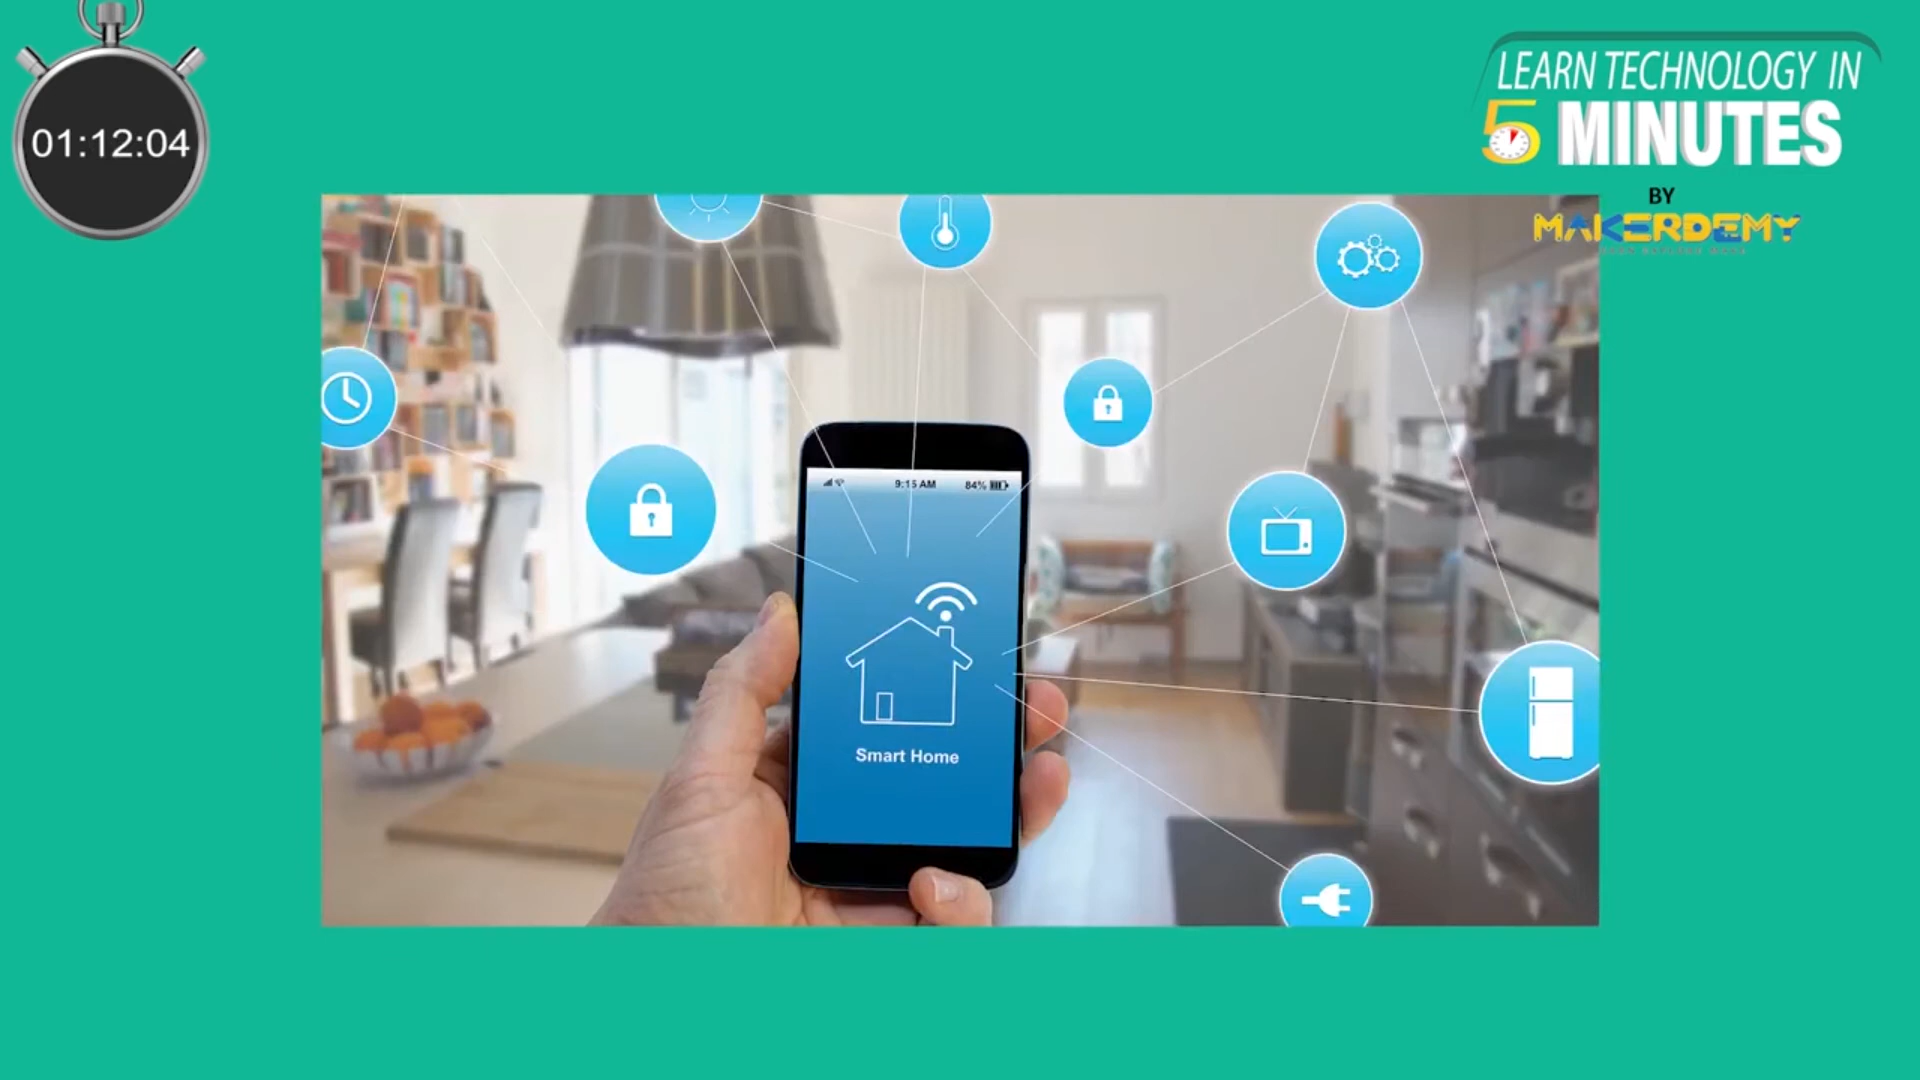 01:12:04
LEARN TECHNOLOGY IN
5 MINUTES
BY
MAKERDEMY
9:15 AM 84%
Smart Home